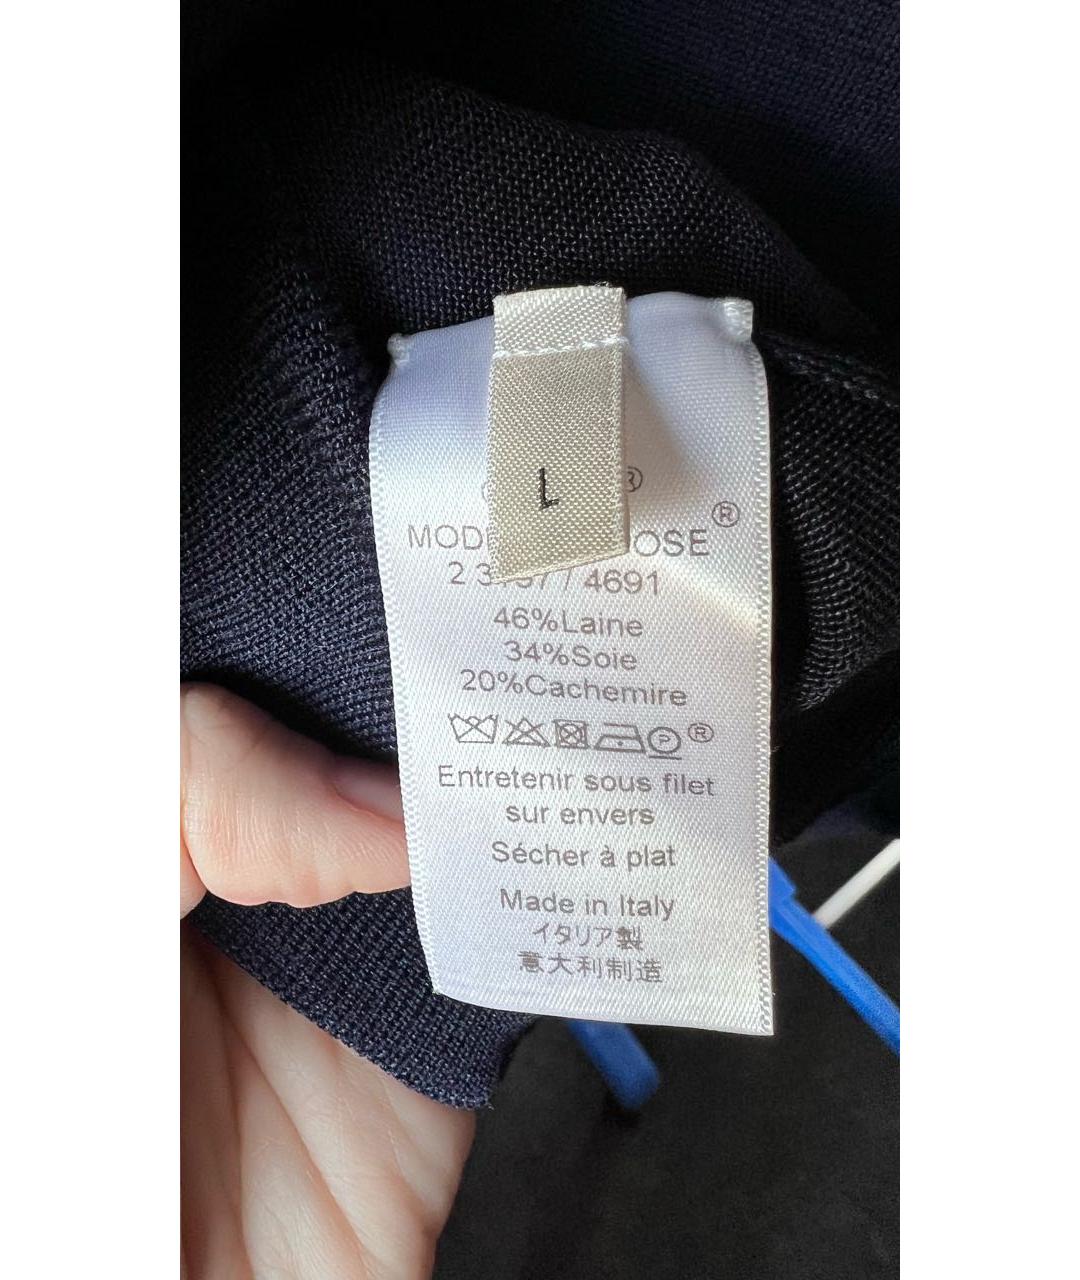 L
®
®
/ 4691
46%Laine
34%Soie
20%Cachemire
®
Entretenir sous filet
sur envers
Sécher à plat
Made in Italy
イタリア製
意大利制造